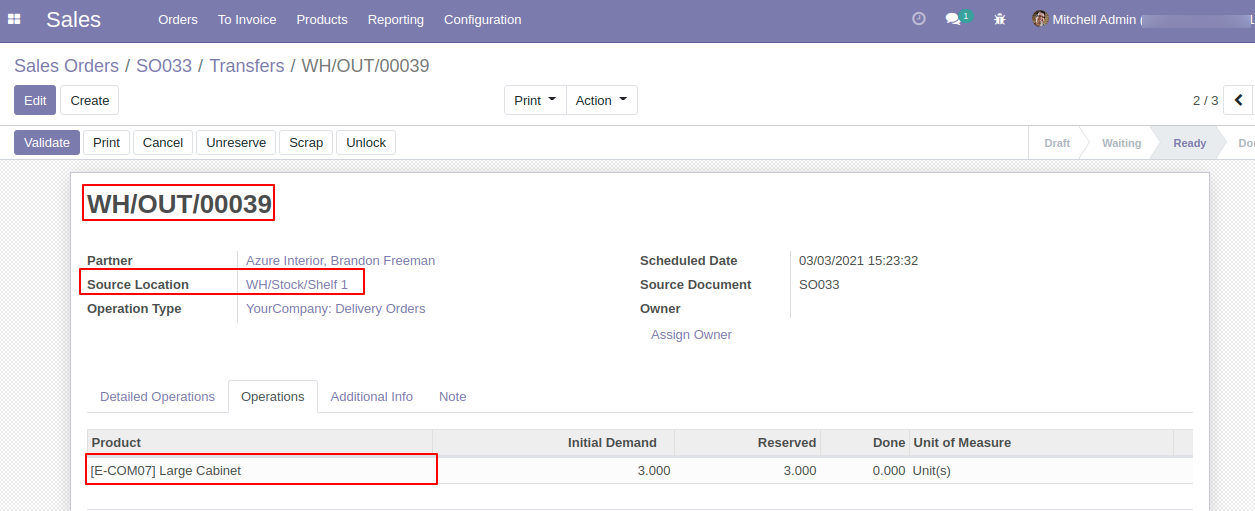 Sales Orders To Invoice Products Reporting Configuration 1 Mitchell Admin (
Sales Orders / SO033 / Transfers / WH/OUT/00039
Edit Create Print Action 2 / 3
Validate Print Cancel Unreserve Scrap Unlock Draft Waiting Ready
WH/OUT/00039
Partner Azure Interior, Brandon Freeman Scheduled Date 03/03/2021 15:23:32
Source Location WH/Stock/Shelf 1 Source Document SO033
Operation Type YourCompany: Delivery Orders Owner
Assign Owner
Detailed Operations Operations Additional Info Note
Product Initial Demand Reserved Done Unit of Measure
[E-COM07] Large Cabinet 3.000 3.000 0.000 Unit(s)